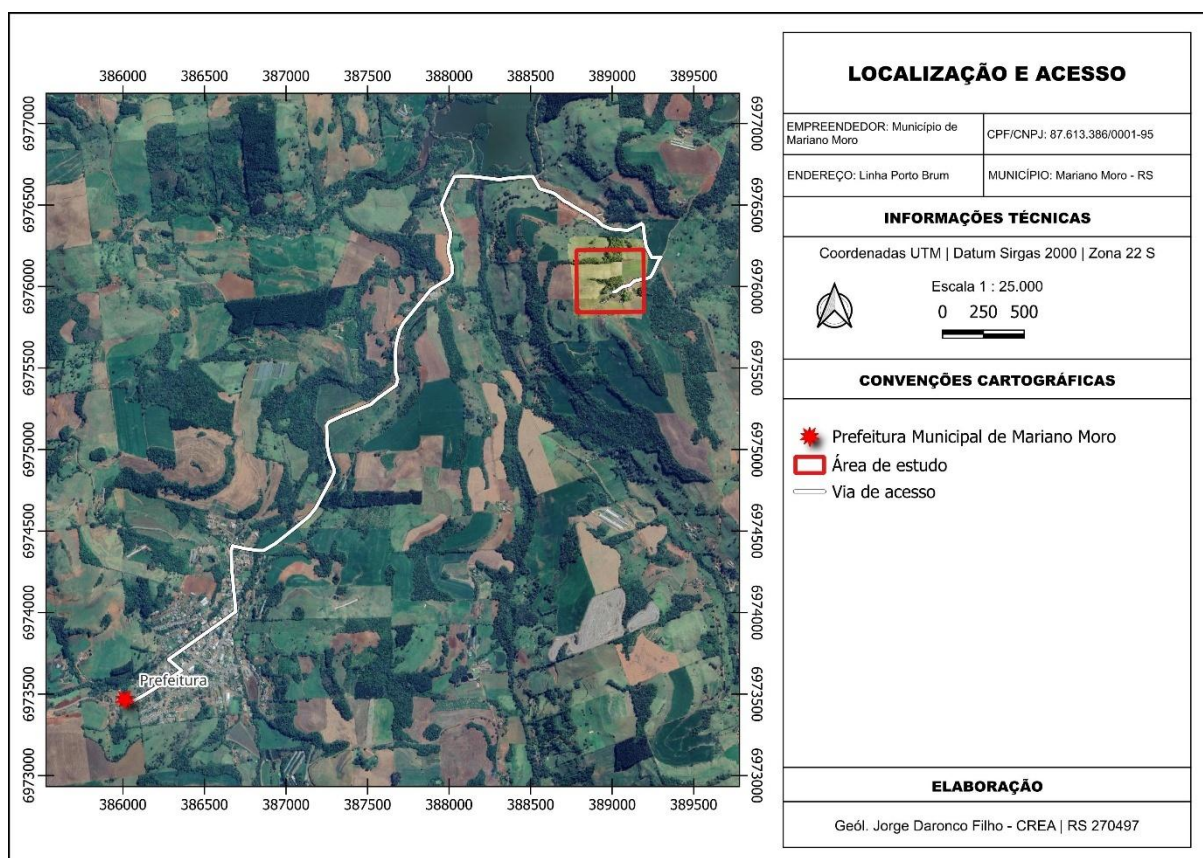 386000 386500 387000 387500 388000 388500 389000 389500
6977000 6977000
6976500 6976500
6976000 6976000
6975500 6975500
6975000 6975000
6974500 6974500
6974000 6974000
Prefeitura
6973500 6973500
6973000 6973000
386000 386500 387000 387500 388000 388500 389000 389500
LOCALIZAÇÃO E ACESSO
EMPREENDEDOR: Município de
Mariano Moro
CPF/CNPJ: 87.613.386/0001-95
ENDEREÇO: Linha Porto Brum
MUNICÍPIO: Mariano Moro - RS
INFORMAÇÕES TÉCNICAS
Coordenadas UTM | Datum Sirgas 2000 | Zona 22 S
Escala 1 : 25.000
0 250 500
CONVENÇÕES CARTOGRÁFICAS
Prefeitura Municipal de Mariano Moro
Área de estudo
Via de acesso
ELABORAÇÃO
Geól. Jorge Daronco Filho - CREA | RS 270497